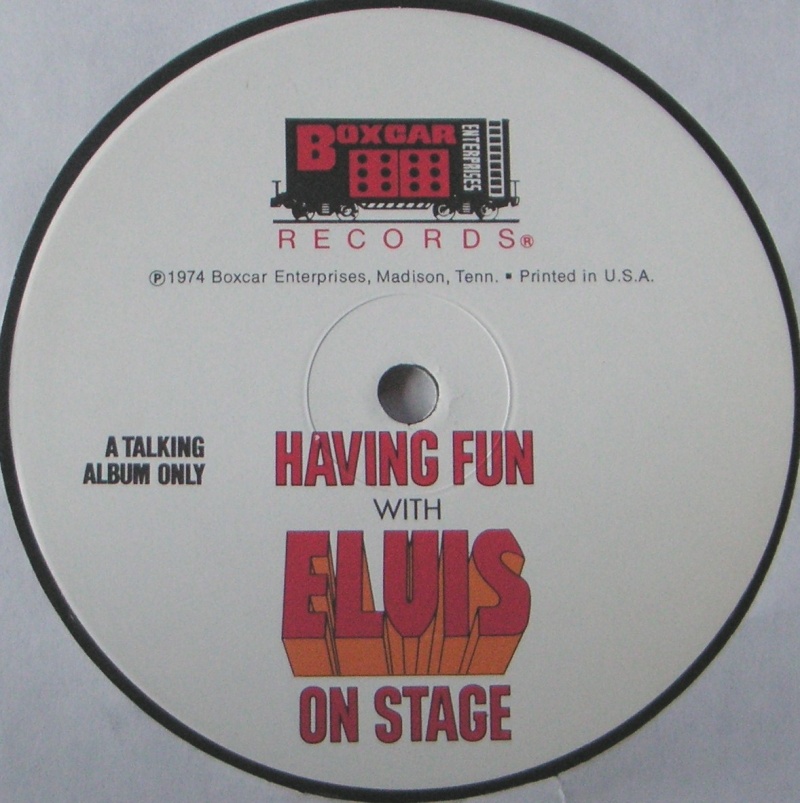 BOXCAR
ENTERPRISES
RECORDS®
℗1974 Boxcar Enterprises, Madison, Tenn. ▪ Printed in U.S.A.
A TALKING
ALBUM ONLY
HAVING FUN
WITH
ELVIS
ON STAGE